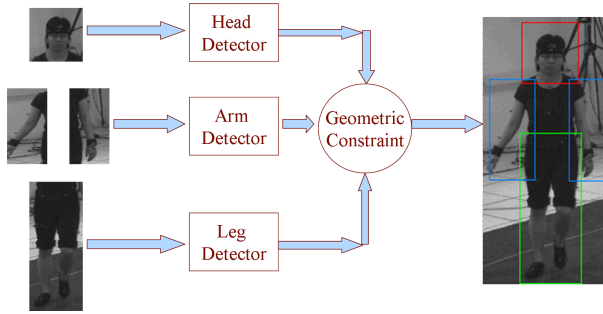 Head
Detector
Arm
Detector
Geometric
Constraint
Leg
Detector